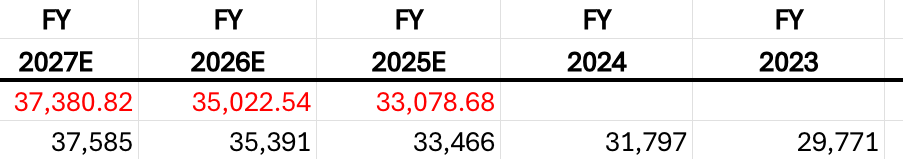 FY FY FY FY FY
2027E 2026E 2025E 2024 2023
37,380.82 35,022.54 33,078.68
37,585 35,391 33,466 31,797 29,771